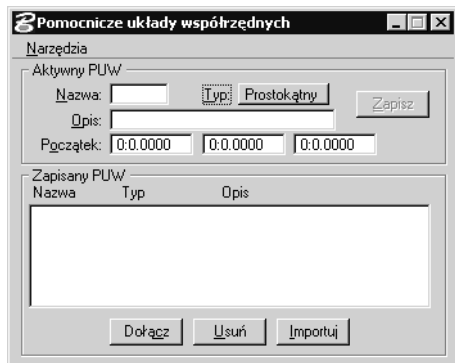 Pomocnicze układy współrzędnych
Narzędzia
Aktywny PUW
Nazwa: Typ: Prostokątny
Zapisz
Opis:
Początek: 0:0.0000 0:0.0000 0:0.0000
Zapisany PUW
Nazwa Typ Opis
Dołącz Usuń Importuj